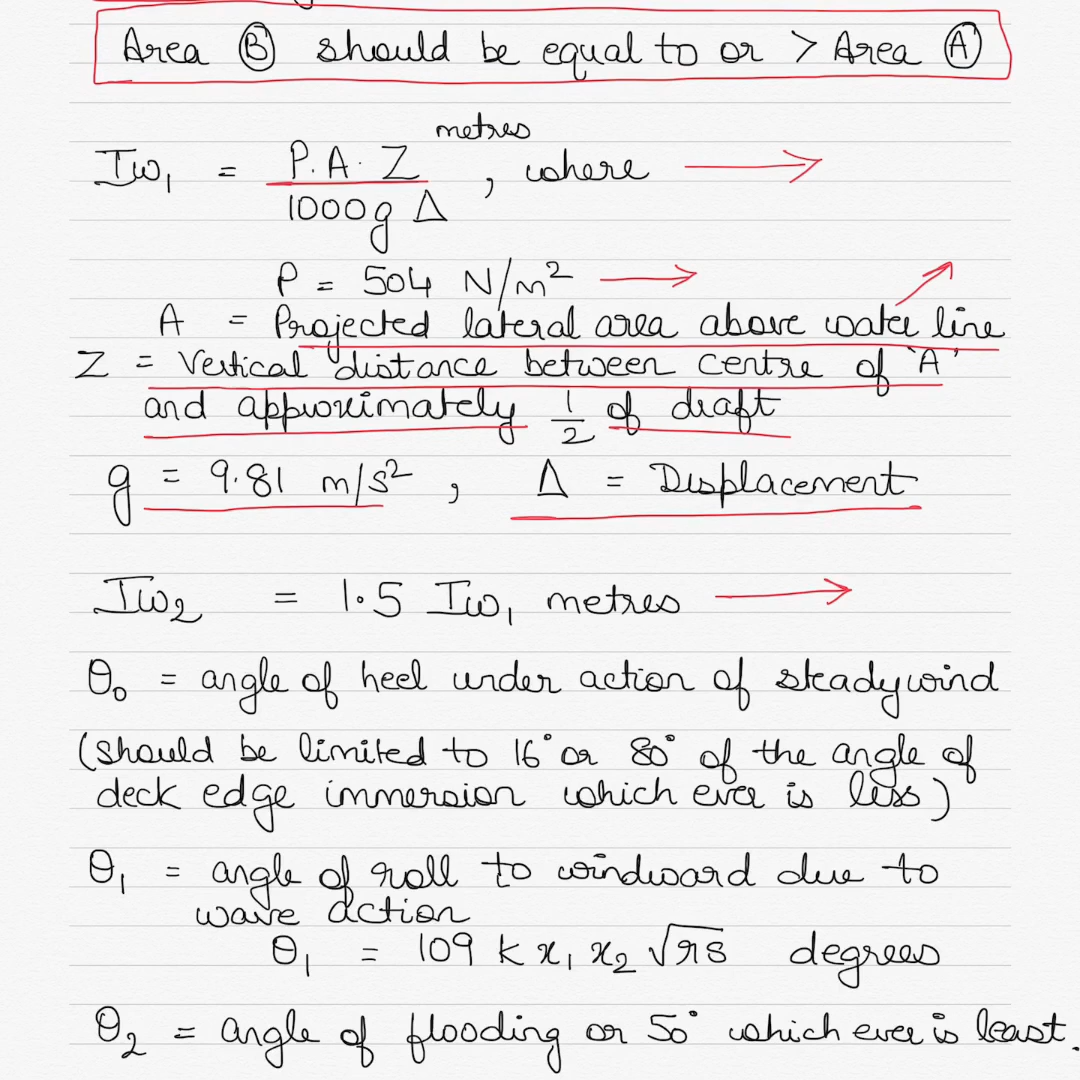 Area Ⓑ should be equal to or > Area Ⓐ
metres
Iw₁ = P.A.Z / 1000g Δ , where
P = 504 N/m²
A = Projected lateral area above water line
Z = Vertical distance between centre of 'A'
and approximately 1/2 of draft
g = 9.81 m/s² , Δ = Displacement
Iw₂ = 1.5 Iw₁ metres
θ₀ = angle of heel under action of steady wind
(should be limited to 16° or 80° of the angle of
deck edge immersion which ever is less)
θ₁ = angle of roll to windward due to
wave action
θ₁ = 109 k x₁ x₂ √rs degrees
θ₂ = angle of flooding or 50° which ever is least.